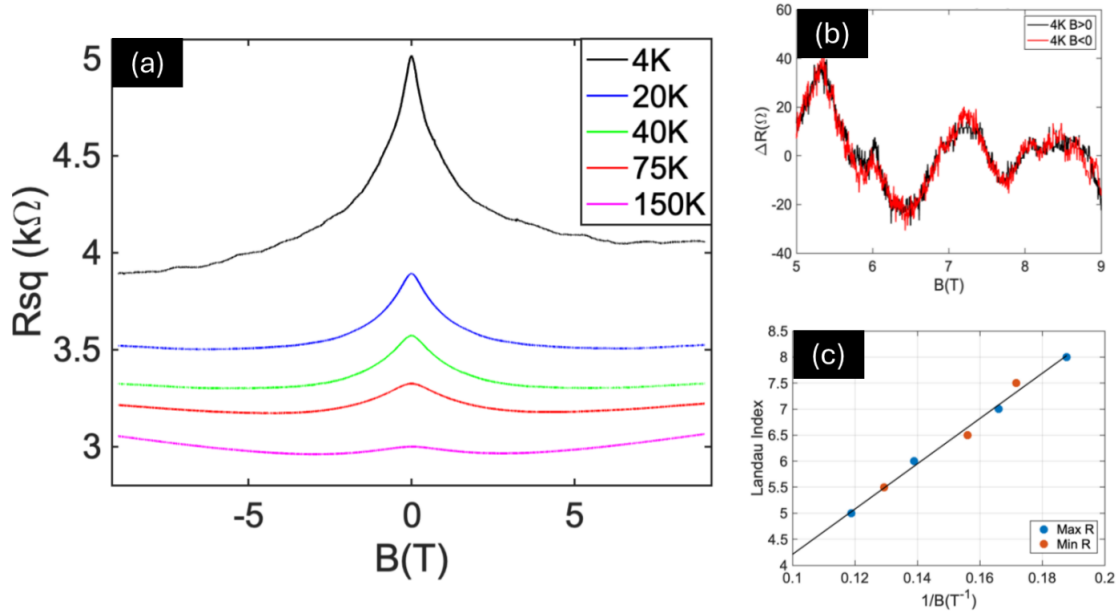 (a)
5
4.5
4
3.5
3
Rsq (kΩ)
-5
0
5
B(T)
4K
20K
40K
75K
150K
(b)
60
40
20
0
-20
-40
ΔR(Ω)
5
6
7
8
9
B(T)
4K B>0
4K B<0
(c)
8.5
8
7.5
7
6.5
6
5.5
5
4.5
4
Landau Index
0.1
0.12
0.14
0.16
0.18
0.2
1/B(T⁻¹)
Max R
Min R